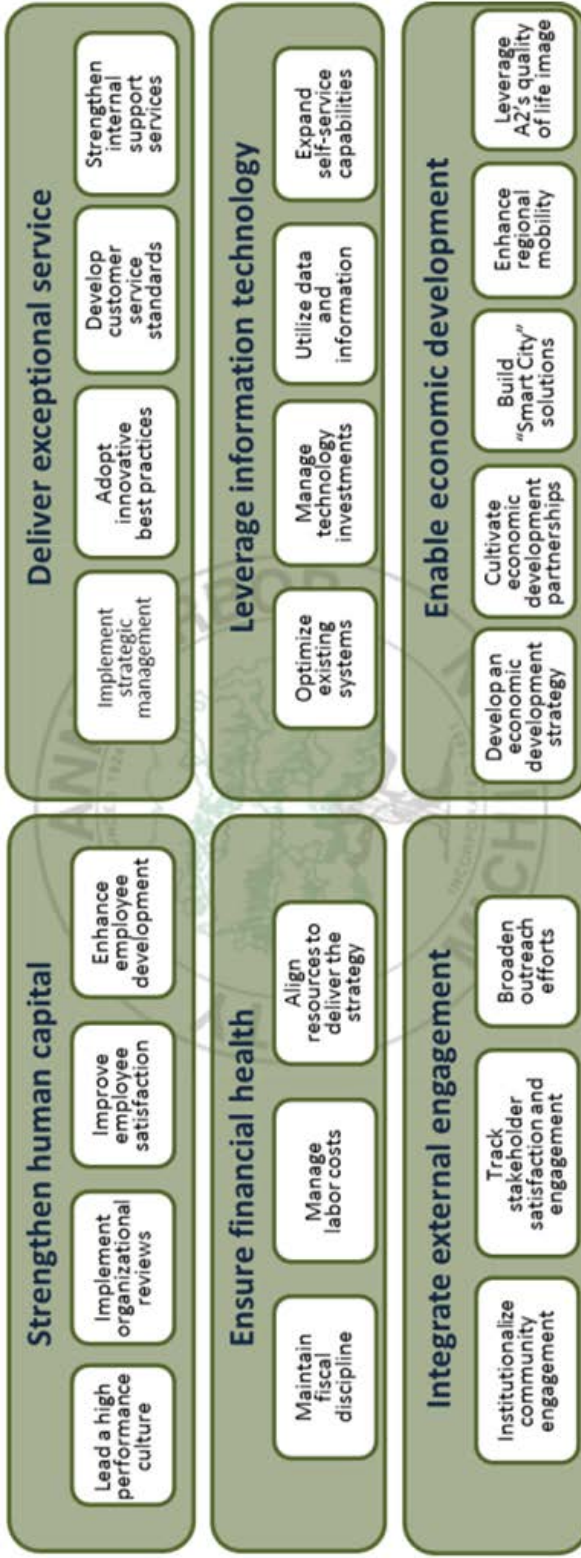 Strengthen human capital
Lead a high
performance
culture
Implement
organizational
reviews
Improve
employee
satisfaction
Enhance
employee
development
Deliver exceptional service
Implement
strategic
management
Adopt
innovative
best practices
Develop
customer
service
standards
Strengthen
internal
support
services
Ensure financial health
Maintain
fiscal
discipline
Manage
labor costs
Align
resources to
deliver the
strategy
Leverage information technology
Optimize
existing
systems
Manage
technology
investments
Utilize data
and
information
Expand
self-service
capabilities
Integrate external engagement
Institutionalize
community
engagement
Track
stakeholder
satisfaction and
engagement
Broaden
outreach
efforts
Enable economic development
Develop an
economic
development
strategy
Cultivate
economic
development
partnerships
Build
“Smart City”
solutions
Enhance
regional
mobility
Leverage
A2’s quality
of life image